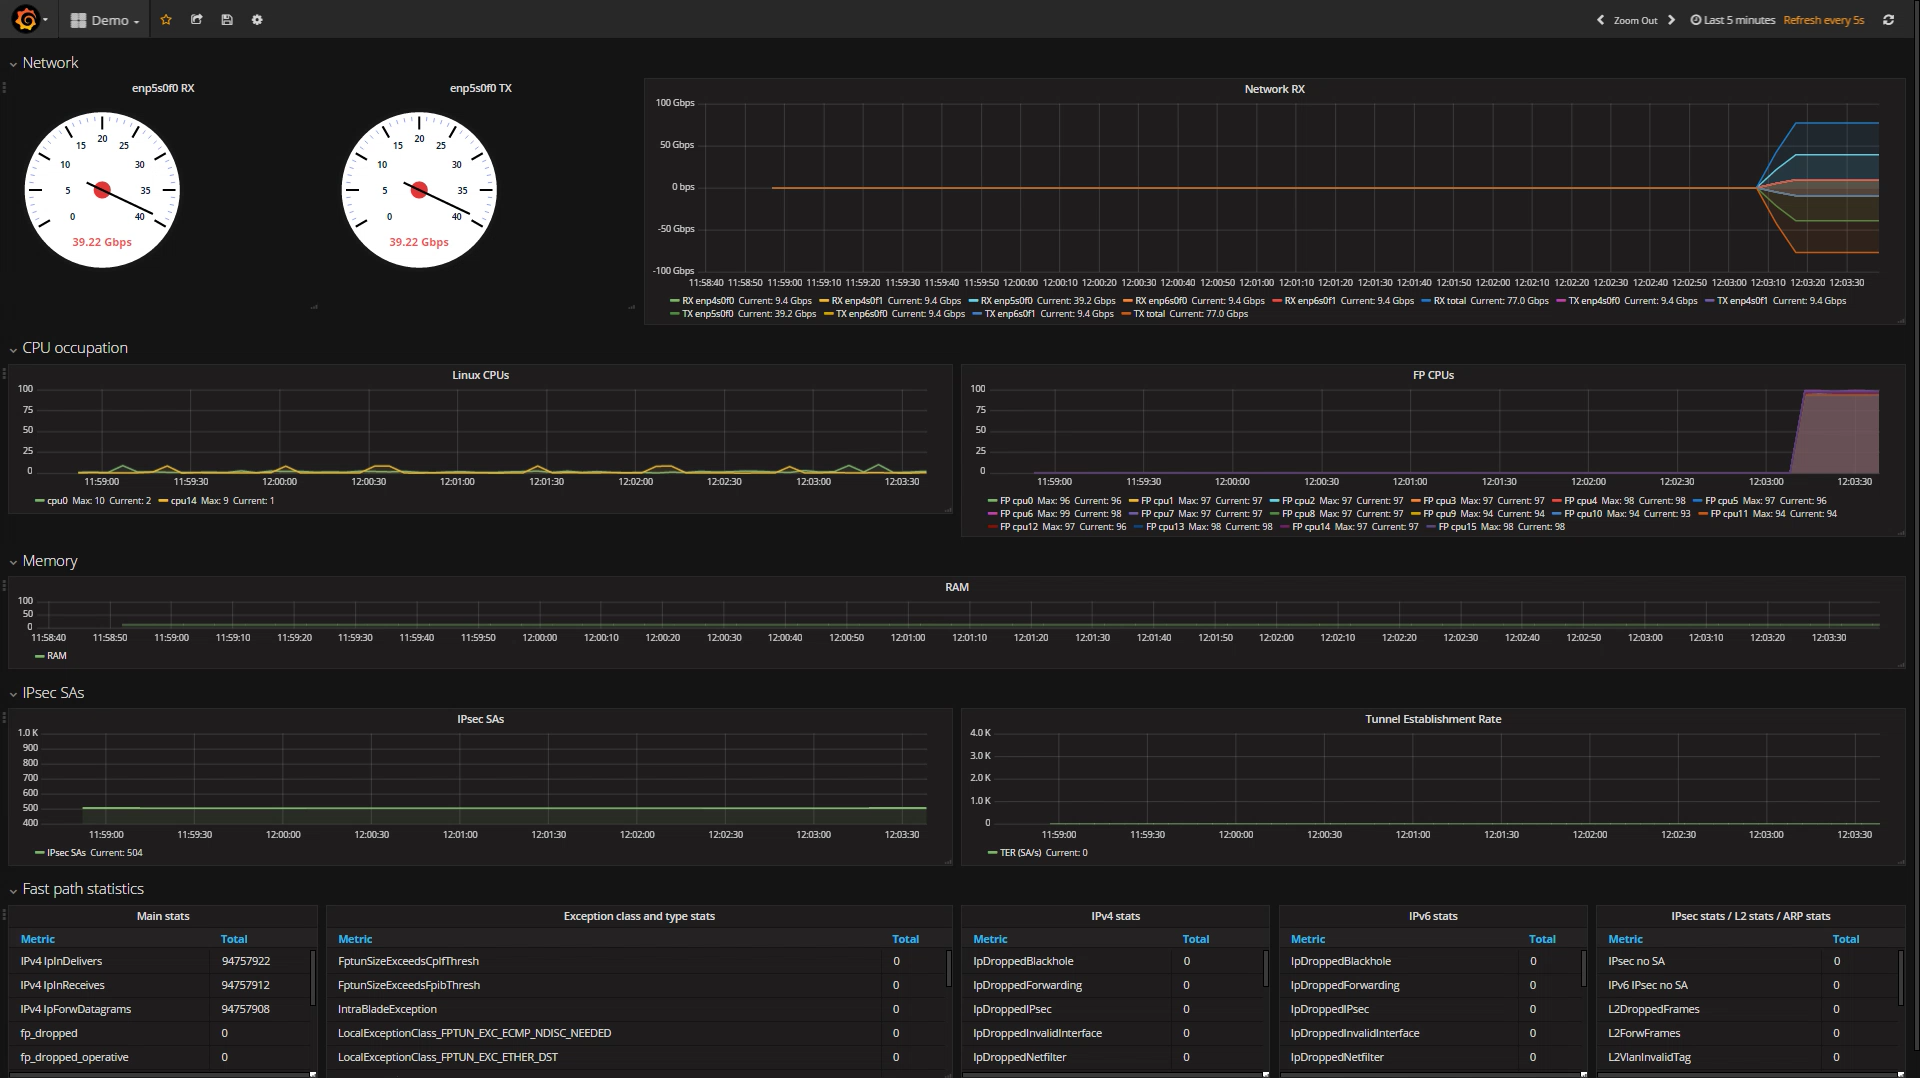 Demo
Zoom Out
Last 5 minutes Refresh every 5s
Network
enp5s0f0 RX
20
15 25
10 30
5 35
0 40
39.22 Gbps
enp5s0f0 TX
20
15 25
10 30
5 35
0 40
39.22 Gbps
Network RX
100 Gbps
50 Gbps
0 bps
-50 Gbps
-100 Gbps
11:58:40 11:58:50 11:59:00 11:59:10 11:59:20 11:59:30 11:59:40 11:59:50 12:00:00 12:00:10 12:00:20 12:00:30 12:00:40 12:00:50 12:01:00 12:01:10 12:01:20 12:01:30 12:01:40 12:01:50 12:02:00 12:02:10 12:02:20 12:02:30 12:02:40 12:02:50 12:03:00 12:03:10 12:03:20 12:03:30
RX enp4s0f0 Current: 9.4 Gbps RX enp4s0f1 Current: 9.4 Gbps RX enp5s0f0 Current: 39.2 Gbps RX enp6s0f0 Current: 9.4 Gbps RX enp6s0f1 Current: 9.4 Gbps RX total Current: 77.0 Gbps TX enp4s0f0 Current: 9.4 Gbps TX enp4s0f1 Current: 9.4 Gbps
TX enp5s0f0 Current: 39.2 Gbps TX enp6s0f0 Current: 9.4 Gbps TX enp6s0f1 Current: 9.4 Gbps TX total Current: 77.0 Gbps
CPU occupation
Linux CPUs
100
75
50
25
0
11:59:00 11:59:30 12:00:00 12:00:30 12:01:00 12:01:30 12:02:00 12:02:30 12:03:00 12:03:30
cpu0 Max: 10 Current: 2 cpu14 Max: 9 Current: 1
FP CPUs
100
75
50
25
0
11:59:00 11:59:30 12:00:00 12:00:30 12:01:00 12:01:30 12:02:00 12:02:30 12:03:00 12:03:30
FP cpu0 Max: 96 Current: 96 FP cpu1 Max: 97 Current: 97 FP cpu2 Max: 97 Current: 97 FP cpu3 Max: 97 Current: 97 FP cpu4 Max: 98 Current: 98 FP cpu5 Max: 97 Current: 96
FP cpu6 Max: 99 Current: 98 FP cpu7 Max: 97 Current: 97 FP cpu8 Max: 97 Current: 97 FP cpu9 Max: 94 Current: 94 FP cpu10 Max: 94 Current: 93 FP cpu11 Max: 94 Current: 94
FP cpu12 Max: 97 Current: 96 FP cpu13 Max: 98 Current: 98 FP cpu14 Max: 97 Current: 97 FP cpu15 Max: 98 Current: 98
Memory
RAM
100
50
0
11:58:40 11:58:50 11:59:00 11:59:10 11:59:20 11:59:30 11:59:40 11:59:50 12:00:00 12:00:10 12:00:20 12:00:30 12:00:40 12:00:50 12:01:00 12:01:10 12:01:20 12:01:30 12:01:40 12:01:50 12:02:00 12:02:10 12:02:20 12:02:30 12:02:40 12:02:50 12:03:00 12:03:10 12:03:20 12:03:30
RAM
IPsec SAs
IPsec SAs
1.0 K
900
800
700
600
500
400
11:59:00 11:59:30 12:00:00 12:00:30 12:01:00 12:01:30 12:02:00 12:02:30 12:03:00 12:03:30
IPsec SAs Current: 504
Tunnel Establishment Rate
4.0 K
3.0 K
2.0 K
1.0 K
0
11:59:00 11:59:30 12:00:00 12:00:30 12:01:00 12:01:30 12:02:00 12:02:30 12:03:00 12:03:30
TER (SA/s) Current: 0
Fast path statistics
Main stats
Metric Total
IPv4 IpInDelivers 94757922
IPv4 IpInReceives 94757912
IPv4 IpForwDatagrams 94757908
fp_dropped 0
fp_dropped_operative 0
Exception class and type stats
Metric Total
FptunSizeExceedsCpIfThresh 0
FptunSizeExceedsFpibThresh 0
IntraBladeException 0
LocalExceptionClass_FPTUN_EXC_ECMP_NDISC_NEEDED 0
LocalExceptionClass_FPTUN_EXC_ETHER_DST 0
IPv4 stats
Metric Total
IpDroppedBlackhole 0
IpDroppedForwarding 0
IpDroppedIPsec 0
IpDroppedInvalidInterface 0
IpDroppedNetfilter 0
IPv6 stats
Metric Total
IpDroppedBlackhole 0
IpDroppedForwarding 0
IpDroppedIPsec 0
IpDroppedInvalidInterface 0
IpDroppedNetfilter 0
IPsec stats / L2 stats / ARP stats
Metric Total
IPsec no SA 0
IPv6 IPsec no SA 0
L2DroppedFrames 0
L2ForwFrames 0
L2VlanInvalidTag 0